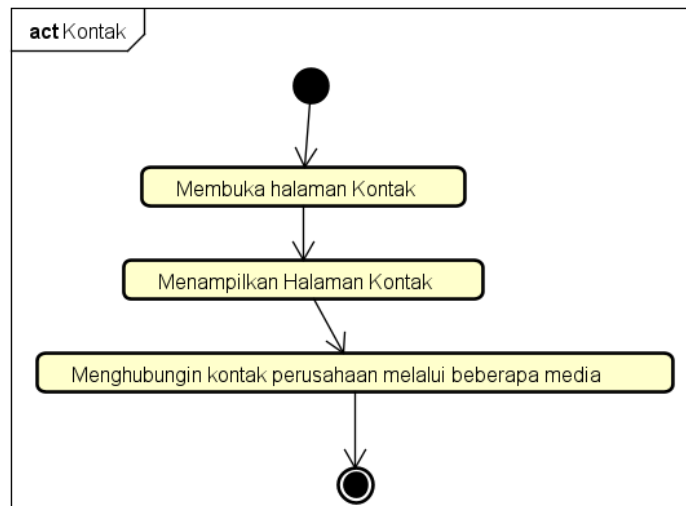 act Kontak
Membuka halaman Kontak
Menampilkan Halaman Kontak
Menghubungin kontak perusahaan melalui beberapa media